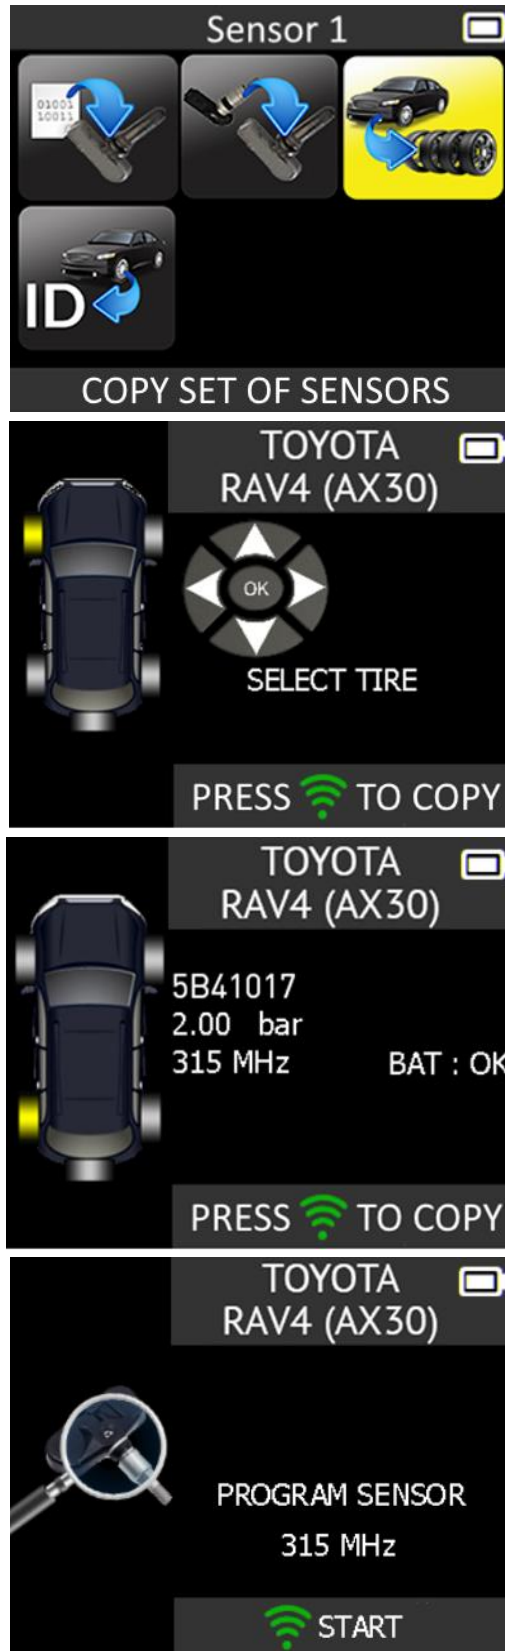 Sensor 1
01001
10011
ID
COPY SET OF SENSORS
TOYOTA
RAV4 (AX30)
OK
SELECT TIRE
PRESS TO COPY
TOYOTA
RAV4 (AX30)
5B41017
2.00 bar
315 MHz BAT : OK
PRESS TO COPY
TOYOTA
RAV4 (AX30)
PROGRAM SENSOR
315 MHz
START